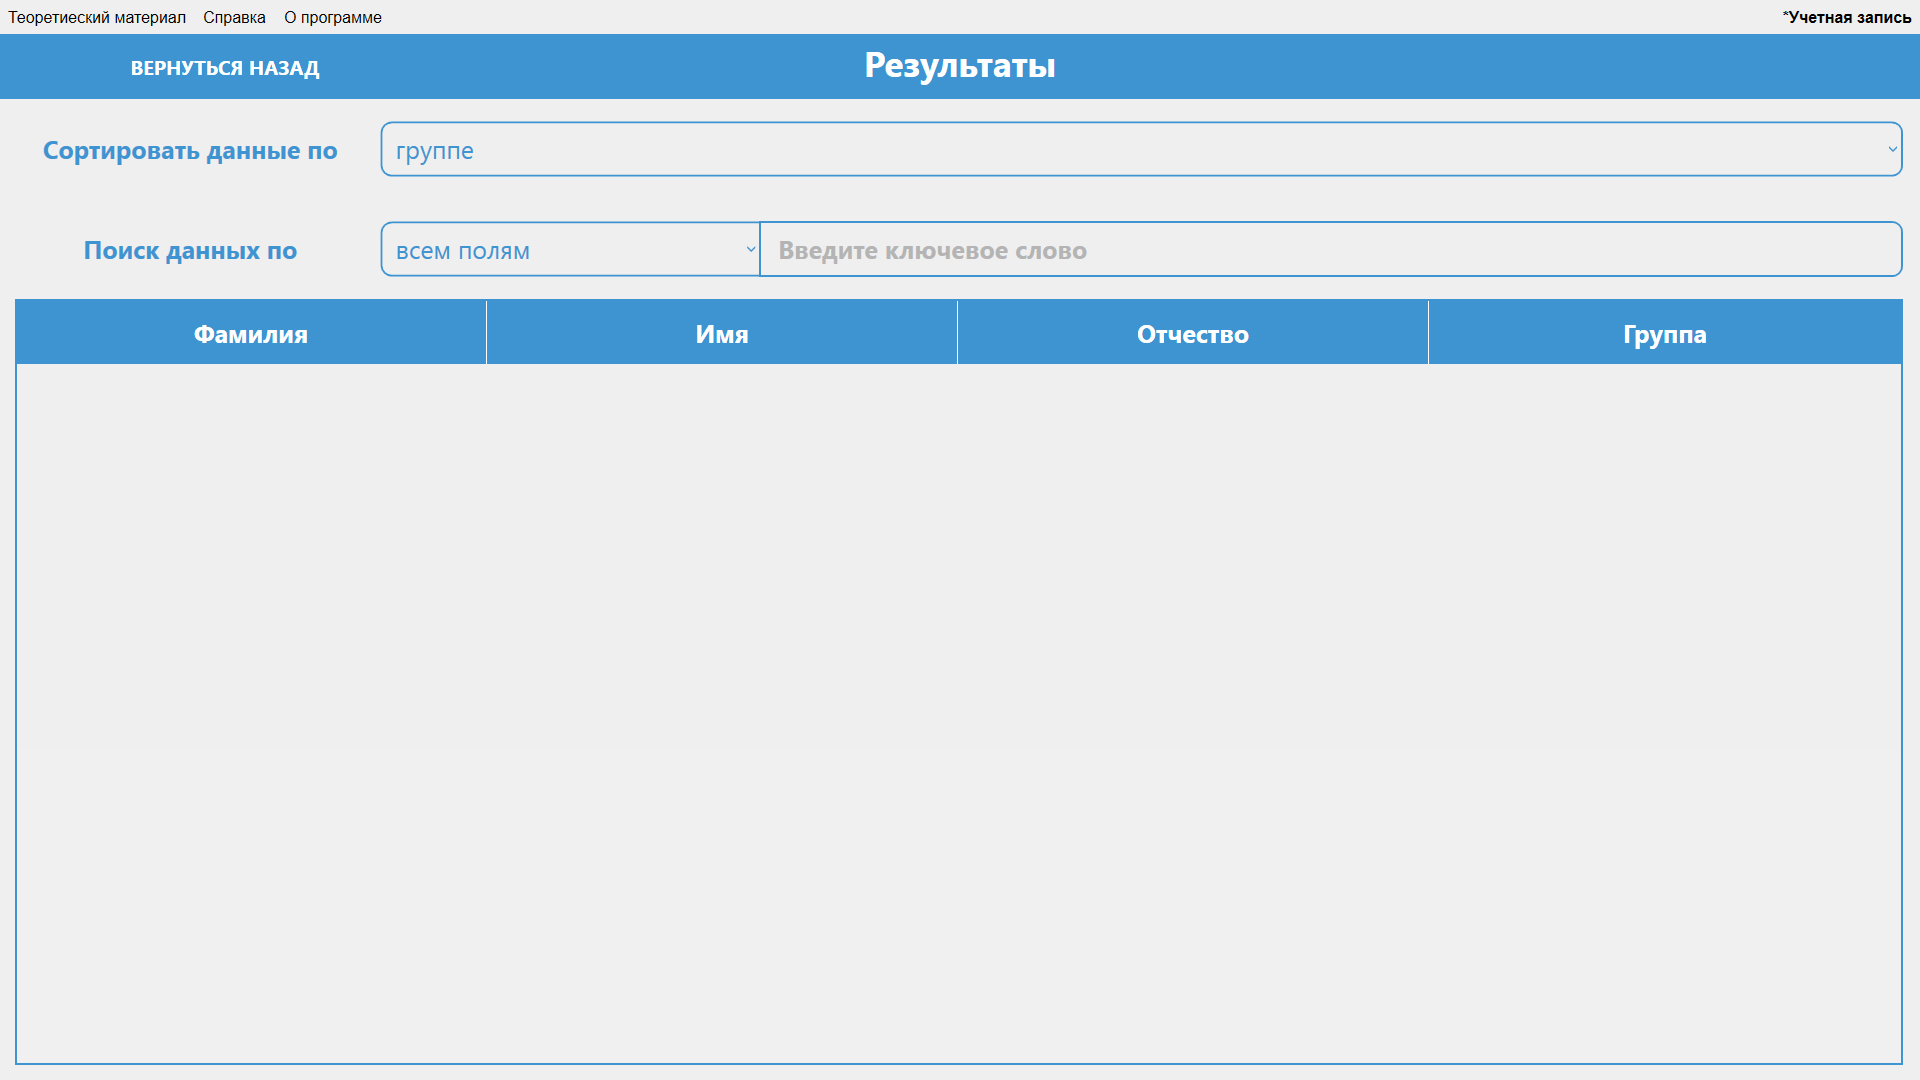 Теоретиеский материал Справка О программе *Учетная запись
ВЕРНУТЬСЯ НАЗАД Результаты
Сортировать данные по группе
Поиск данных по всем полям Введите ключевое слово
Фамилия Имя Отчество Группа